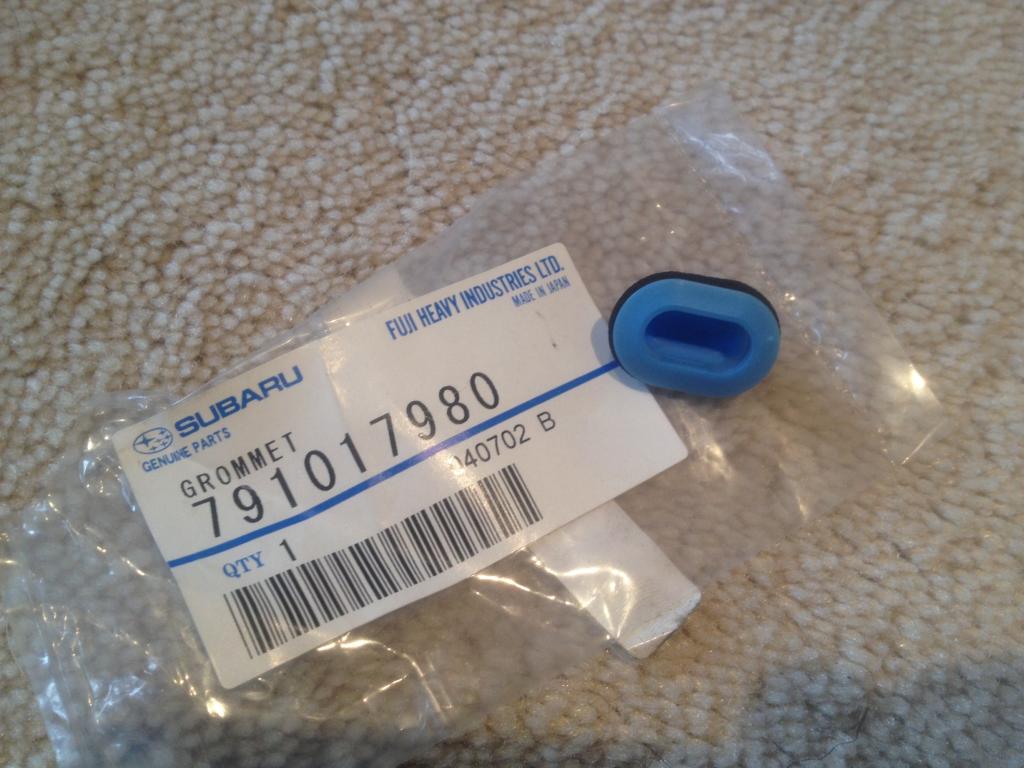 SUBARU
GENUINE PARTS
FUJI HEAVY INDUSTRIES LTD.
MADE IN JAPAN
GROMMET
791017980
040702 B
QTY 1